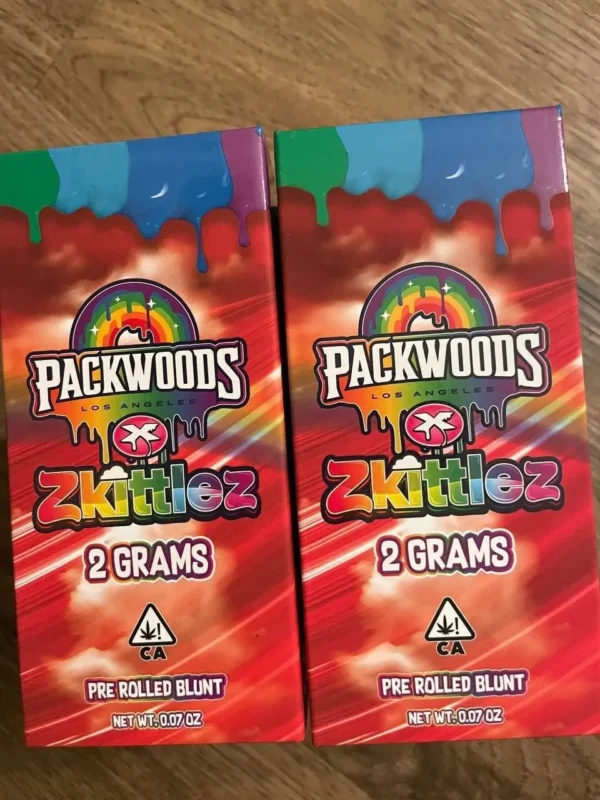 PACKWOODS
LOS ANGELES
X
Zkittlez
2 GRAMS
CA
PRE ROLLED BLUNT
NET WT. 0.07 OZ
PACKWOODS
LOS ANGELES
X
Zkittlez
2 GRAMS
CA
PRE ROLLED BLUNT
NET WT. 0.07 OZ